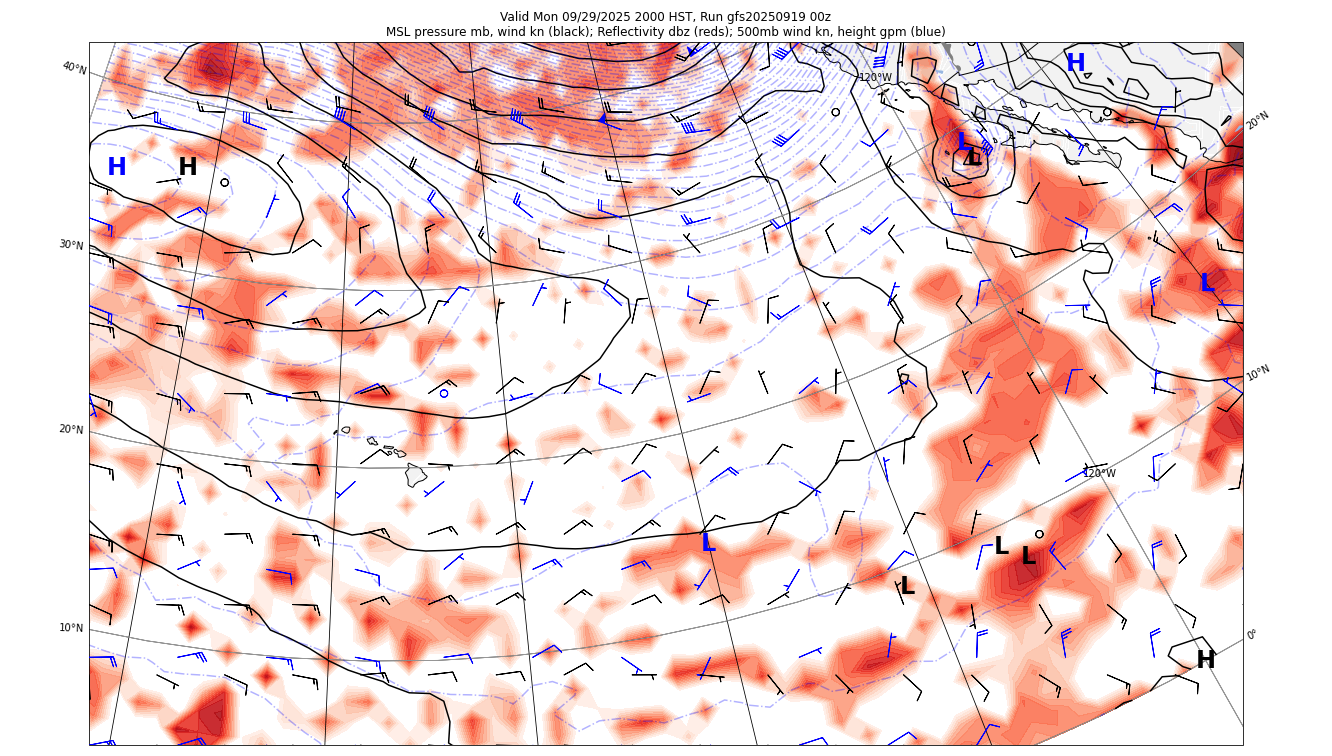 Valid Mon 09/29/2025 2000 HST, Run gfs20250919 00z
MSL pressure mb, wind kn (black); Reflectivity dbz (reds); 500mb wind kn, height gpm (blue)
H
40°N
120°W
20°N
L
L
H
H
30°N
L
10°N
20°N
120°W
L
L
L
L
10°N
0°
H